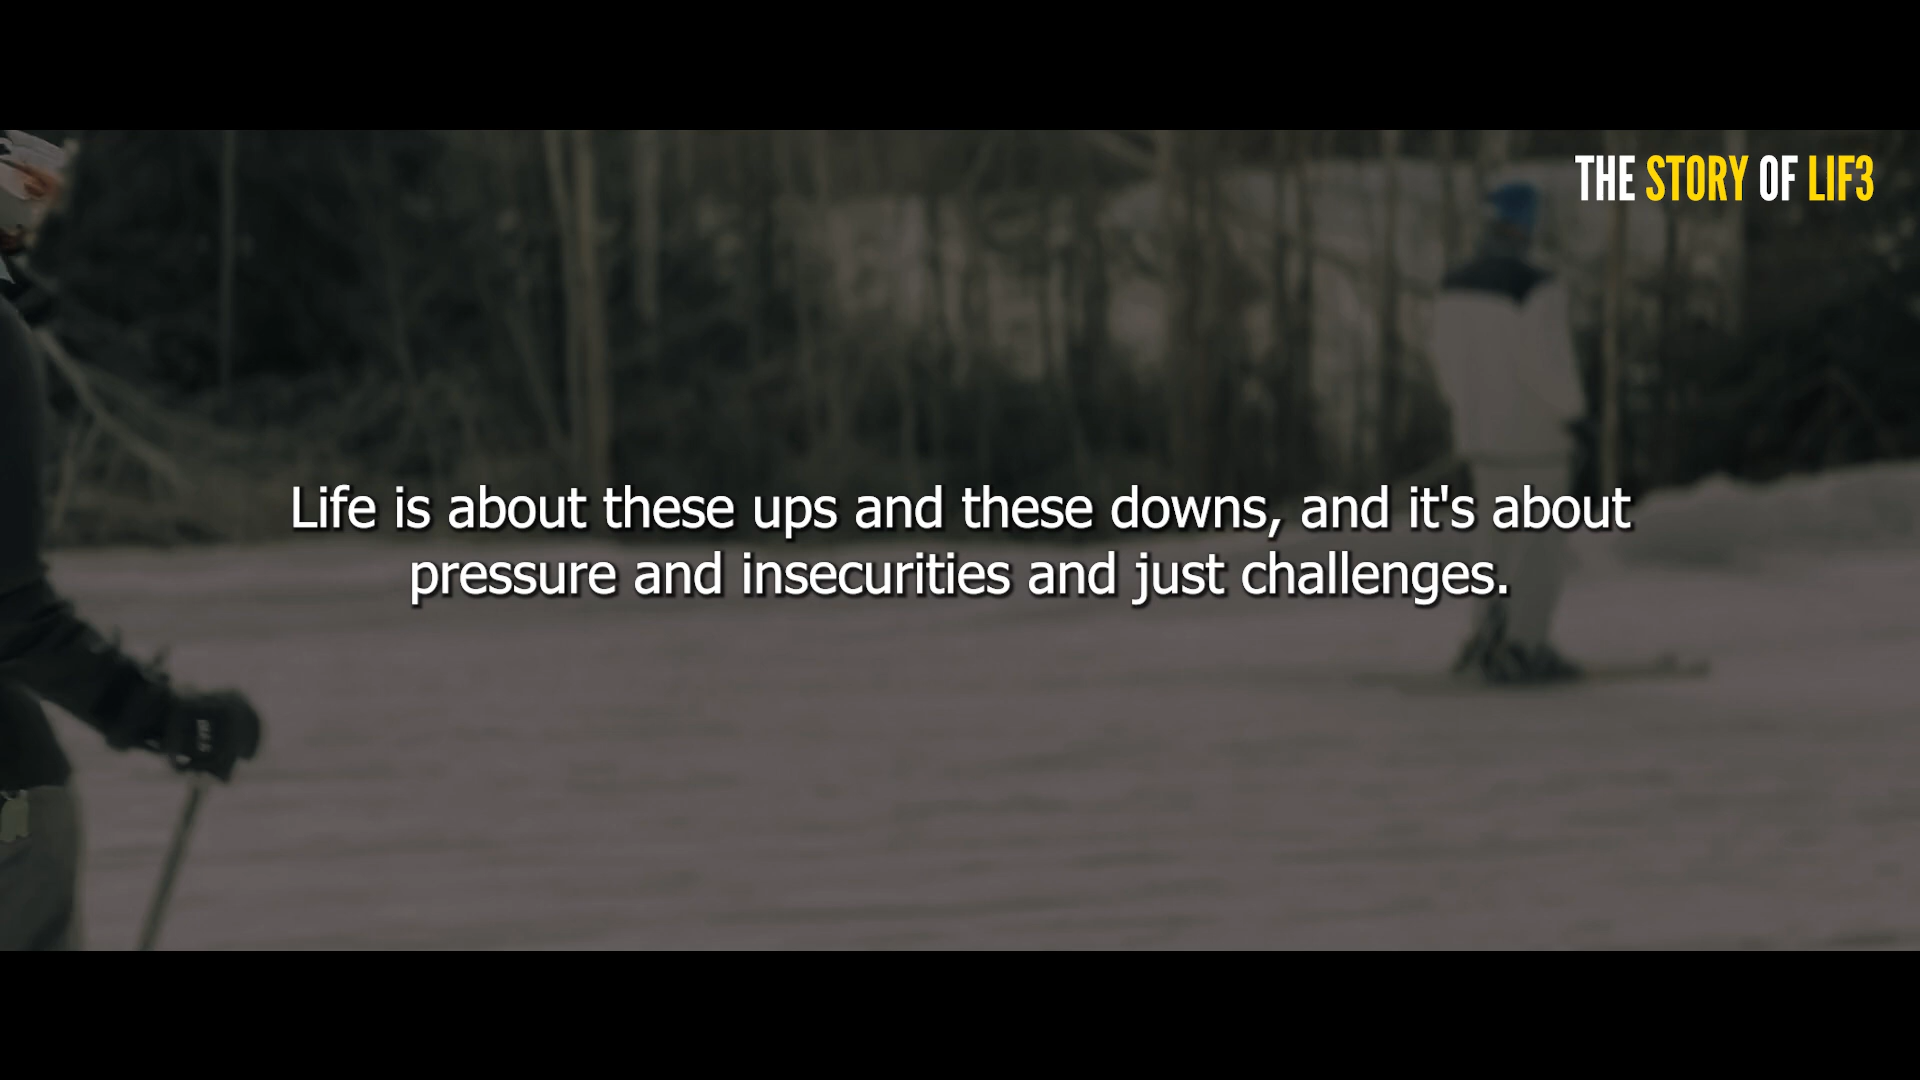 THE STORY OF LIF3
Life is about these ups and these downs, and it's about
pressure and insecurities and just challenges.